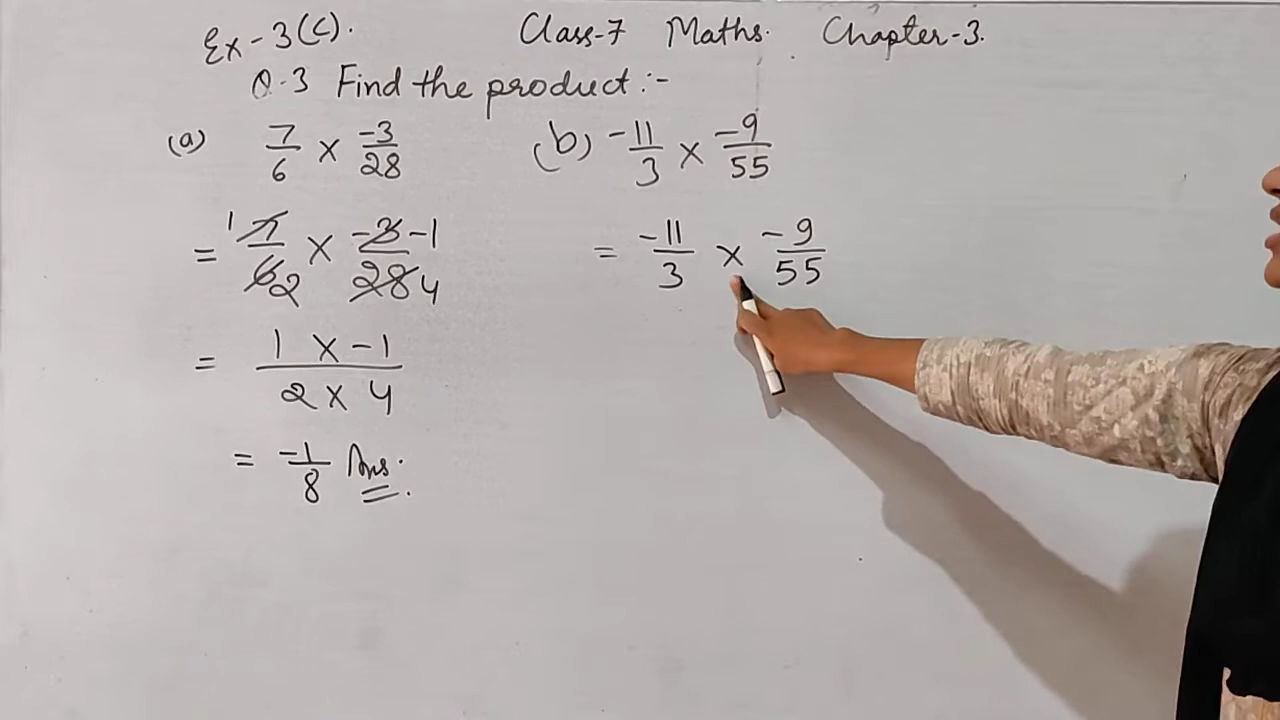 Ex-3(C). Class-7 Maths. Chapter-3.
Q.3 Find the product :-
(a) 7/6 × -3/28
= 1 7/6 2 × -3/28 -1 4
= 1 × -1 / 2 × 4
= -1/8 Ans.
(b) -11/3 × -9/55
= -11/3 × -9/55